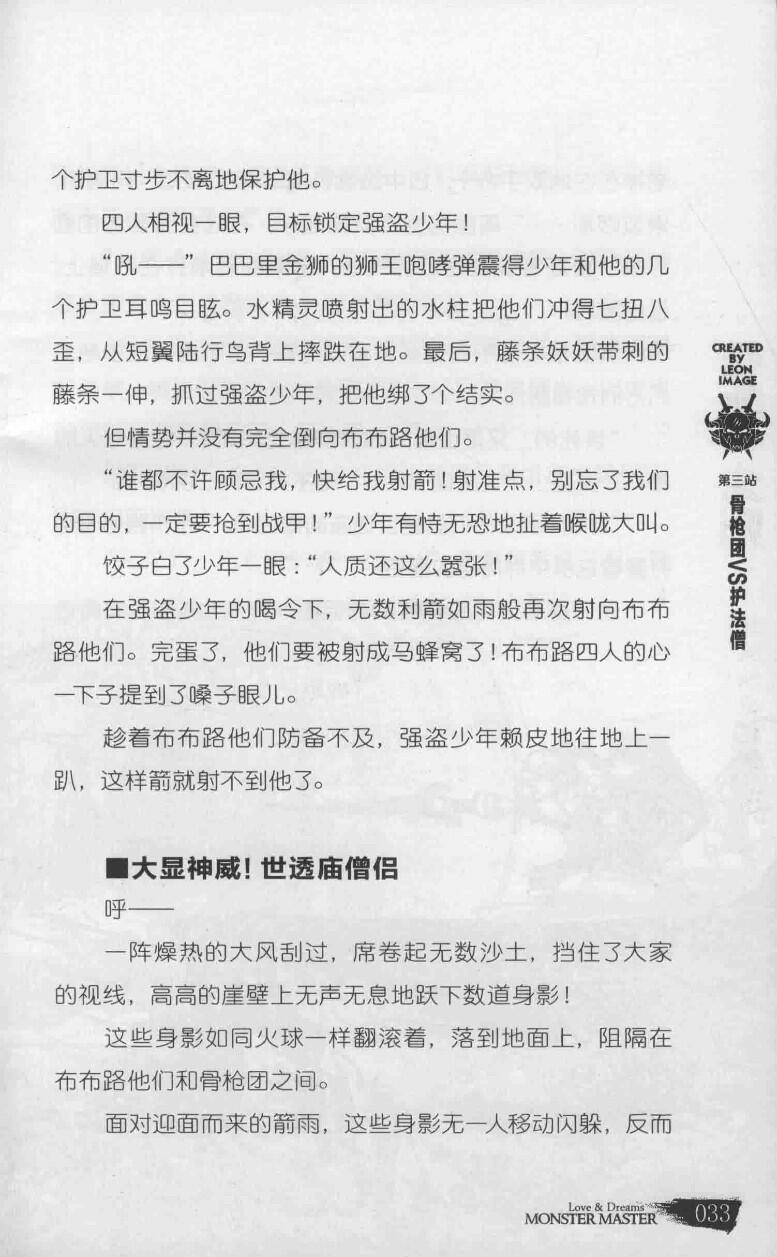 个护卫寸步不离地保护他。
四人相视一眼，目标锁定强盗少年！
“吼——”巴巴里金狮的狮王咆哮弹震得少年和他的几
个护卫耳鸣目眩。水精灵喷射出的水柱把他们冲得七扭八
歪，从短翼陆行鸟背上摔跌在地。最后，藤条妖妖带刺的
藤条一伸，抓过强盗少年，把他绑了个结实。
但情势并没有完全倒向布布路他们。
“谁都不许顾忌我，快给我射箭！射准点，别忘了我们
的目的，一定要抢到战甲！”少年有恃无恐地扯着喉咙大叫。
饺子白了少年一眼：“人质还这么嚣张！”
在强盗少年的喝令下，无数利箭如雨般再次射向布布
路他们。完蛋了，他们要被射成马蜂窝了！布布路四人的心
一下子提到了嗓子眼儿。
趁着布布路他们防备不及，强盗少年赖皮地往地上一
趴，这样箭就射不到他了。
■大显神威！世透庙僧侣
呼——
一阵燥热的大风刮过，席卷起无数沙土，挡住了大家
的视线，高高的崖壁上无声无息地跃下数道身影！
这些身影如同火球一样翻滚着，落到地面上，阻隔在
布布路他们和骨枪团之间。
面对迎面而来的箭雨，这些身影无一人移动闪躲，反而
CREATED
BY
LEON
IMAGE
第三站
骨枪团VS护法僧
Love & Dreams
MONSTER MASTER
033